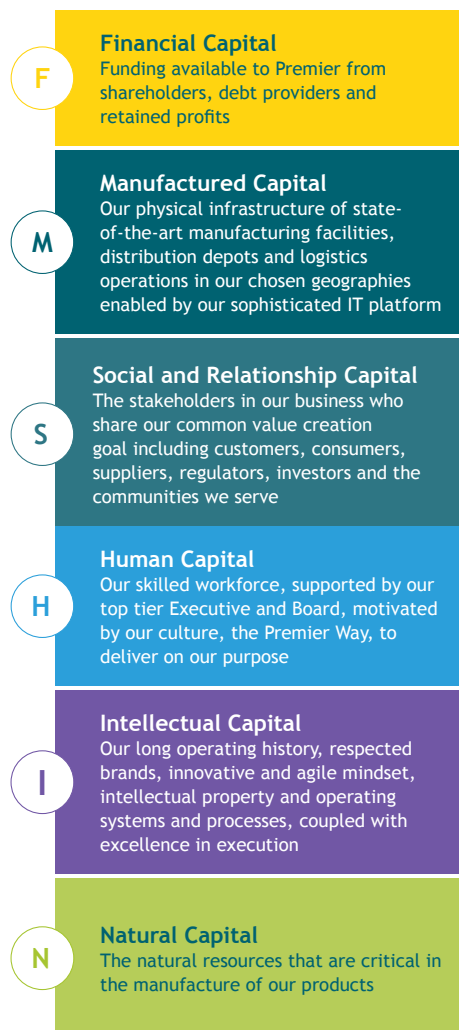 F
Financial Capital
Funding available to Premier from
shareholders, debt providers and
retained profits
M
Manufactured Capital
Our physical infrastructure of state-
of-the-art manufacturing facilities,
distribution depots and logistics
operations in our chosen geographies
enabled by our sophisticated IT platform
S
Social and Relationship Capital
The stakeholders in our business who
share our common value creation
goal including customers, consumers,
suppliers, regulators, investors and the
communities we serve
H
Human Capital
Our skilled workforce, supported by our
top tier Executive and Board, motivated
by our culture, the Premier Way, to
deliver on our purpose
I
Intellectual Capital
Our long operating history, respected
brands, innovative and agile mindset,
intellectual property and operating
systems and processes, coupled with
excellence in execution
N
Natural Capital
The natural resources that are critical in
the manufacture of our products